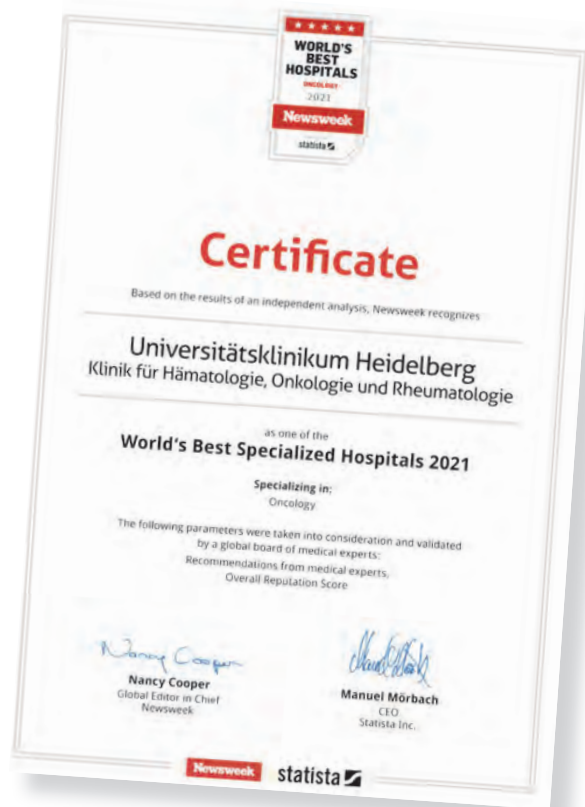 WORLD'S
BEST
HOSPITALS
ONCOLOGY
2021
Newsweek
statista
Certificate
Based on the results of an independent analysis, Newsweek recognizes
Universitätsklinikum Heidelberg
Klinik für Hämatologie, Onkologie und Rheumatologie
as one of the
World's Best Specialized Hospitals 2021
Specializing in:
Oncology
The following parameters were taken into consideration and validated
by a global board of medical experts:
Recommendations from medical experts,
Overall Reputation Score
Nancy Cooper
Nancy Cooper
Manuel Mörbach
Global Editor in Chief
CEO
Newsweek
Statista Inc.
Newsweek statista